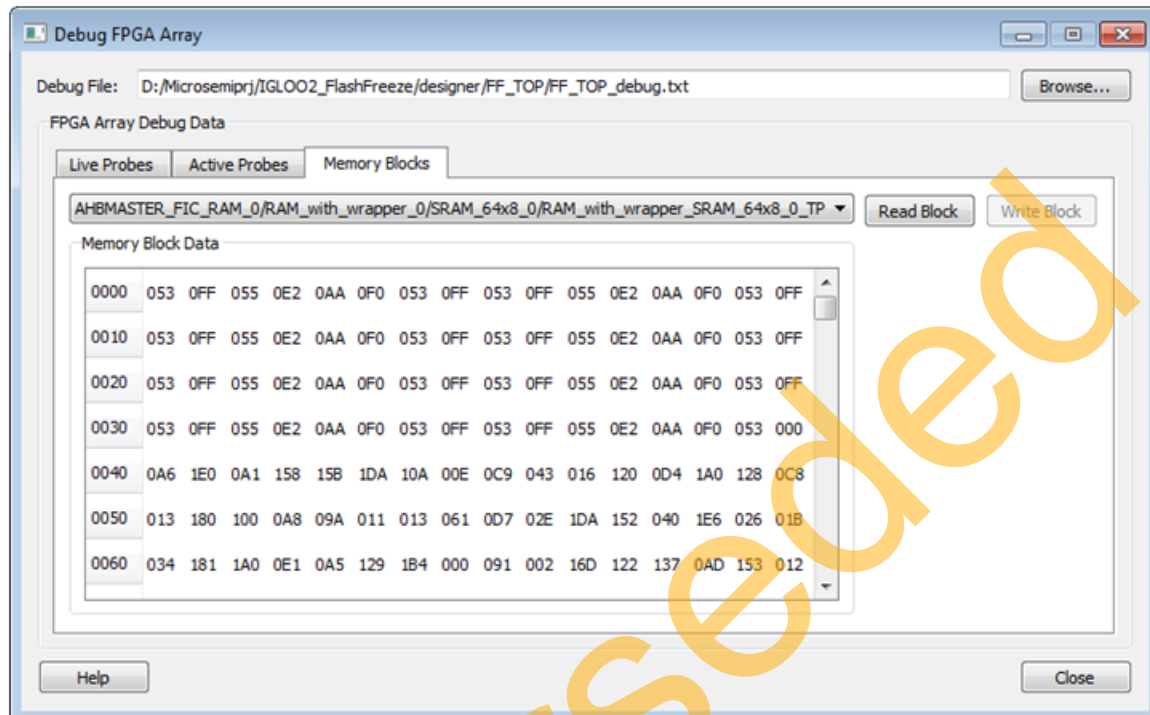 Debug FPGA Array
Debug File: D:/Microsemiprj/IGLOO2_FlashFreeze/designer/FF_TOP/FF_TOP_debug.txt Browse...
FPGA Array Debug Data
Live Probes Active Probes Memory Blocks
AHBMASTER_FIC_RAM_0/RAM_with_wrapper_0/SRAM_64x8_0/RAM_with_wrapper_SRAM_64x8_0_TP Read Block Write Block
Memory Block Data
0000 053 0FF 055 0E2 0AA 0F0 053 0FF 053 0FF 055 0E2 0AA 0F0 053 0FF
0010 053 0FF 055 0E2 0AA 0F0 053 0FF 053 0FF 055 0E2 0AA 0F0 053 0FF
0020 053 0FF 055 0E2 0AA 0F0 053 0FF 053 0FF 055 0E2 0AA 0F0 053 0FF
0030 053 0FF 055 0E2 0AA 0F0 053 0FF 053 0FF 055 0E2 0AA 0F0 053 000
0040 0A6 1E0 0A1 158 15B 1DA 10A 00E 0C9 043 016 120 0D4 1A0 128 0C8
0050 013 180 100 0A8 09A 011 013 061 0D7 02E 1DA 152 040 1E6 026 01B
0060 034 181 1A0 0E1 0A5 129 1B4 000 091 002 16D 122 137 0AD 153 012
Help Close
seded